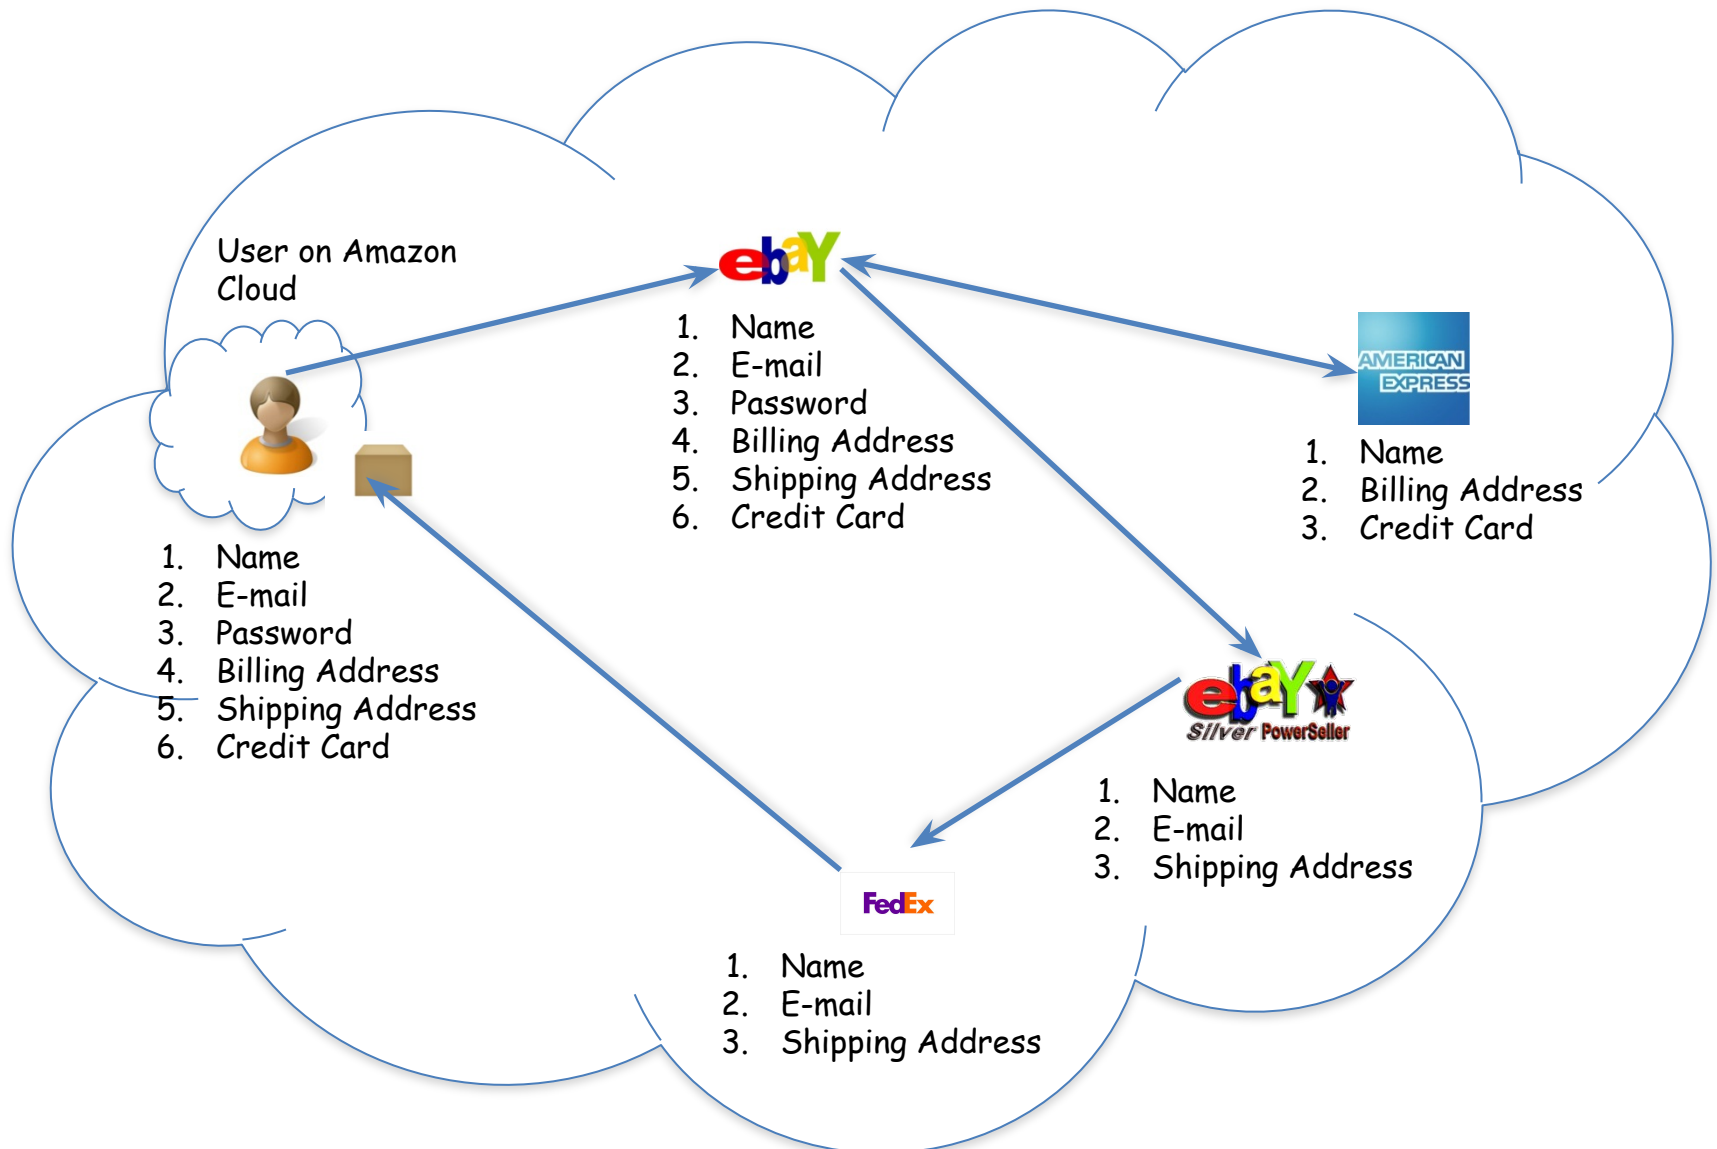 User on Amazon
Cloud
1. Name
2. E-mail
3. Password
4. Billing Address
5. Shipping Address
6. Credit Card
ebaY
1. Name
2. E-mail
3. Password
4. Billing Address
5. Shipping Address
6. Credit Card
AMERICAN
EXPRESS
1. Name
2. Billing Address
3. Credit Card
ebaY
Silver PowerSeller
1. Name
2. E-mail
3. Shipping Address
FedEx
1. Name
2. E-mail
3. Shipping Address